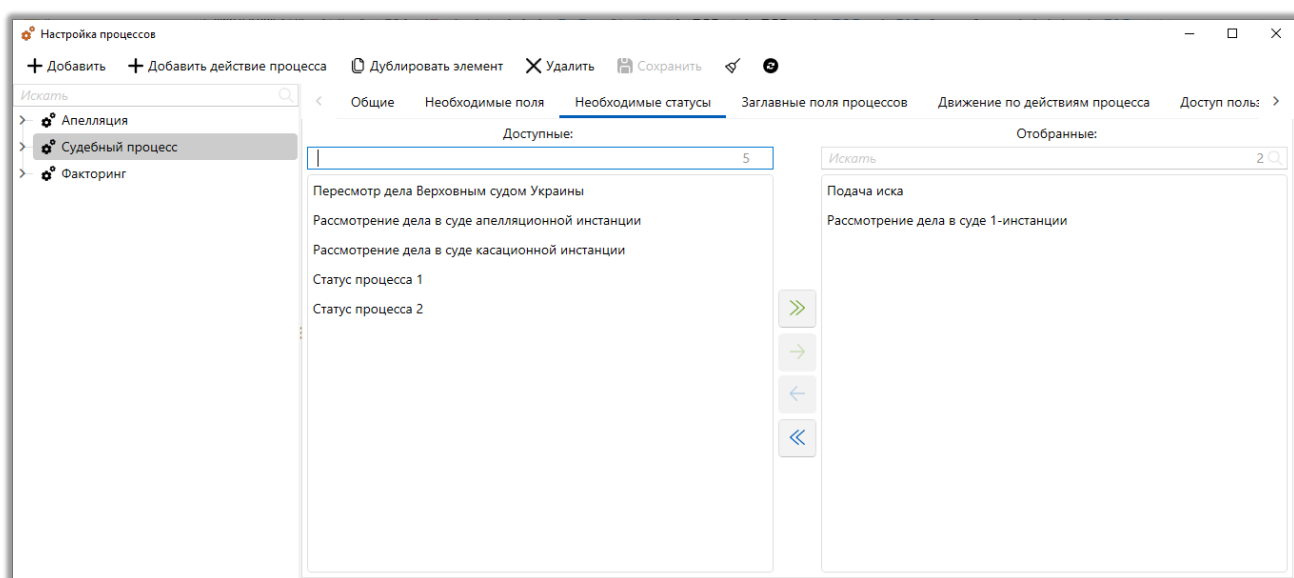 Настройка процессов
Добавить Добавить действие процесса Дублировать элемент Удалить Сохранить
Искать
Апелляция
Судебный процесс
Факторинг
Общие Необходимые поля Необходимые статусы Заглавные поля процессов Движение по действиям процесса Доступ польз
Доступные:
5
Пересмотр дела Верховным судом Украины
Рассмотрение дела в суде апелляционной инстанции
Рассмотрение дела в суде касационной инстанции
Статус процесса 1
Статус процесса 2
Отобранные:
Искать 2
Подача иска
Рассмотрение дела в суде 1-инстанции